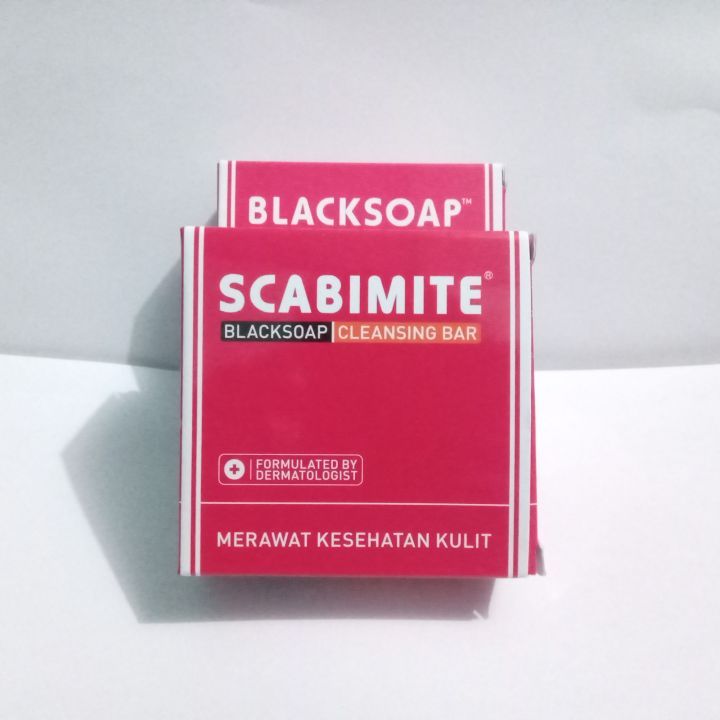 BLACKSOAP™
SCABIMITE®
BLACKSOAP | CLEANSING BAR
FORMULATED BY
DERMATOLOGIST
MERAWAT KESEHATAN KULIT